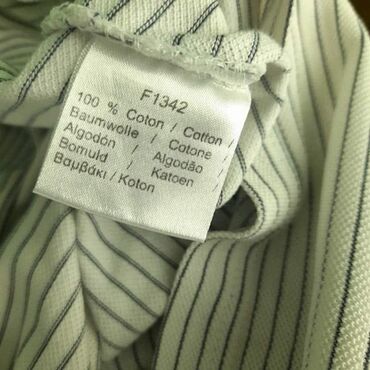 F1342
100 % Coton / Cotton /
Baumwolle / Cotone
Algodón / Algodão
Bomuld / Katoen /
Βαμβάκι / Koton